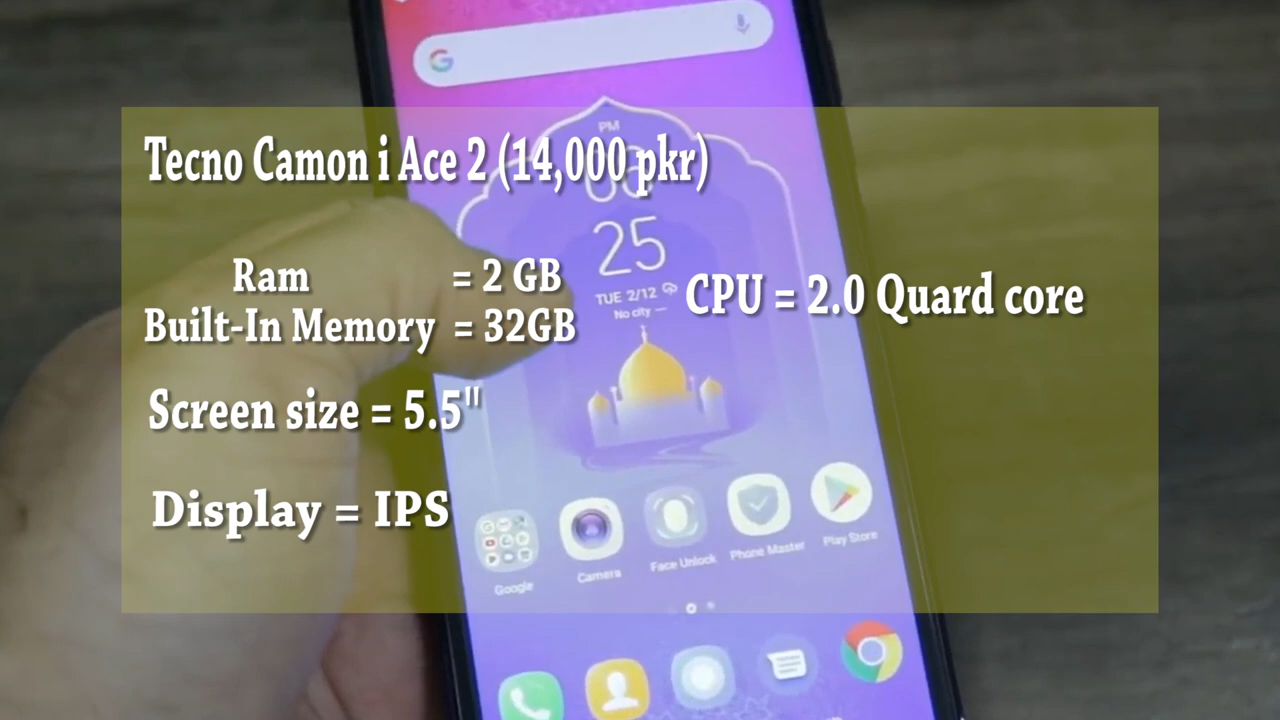 Tecno Camon i Ace 2 (14,000 pkr)
PM
25
TUE 2/12
No city —
Ram = 2 GB
Built-In Memory = 32GB
CPU = 2.0 Quard core
Screen size = 5.5"
Display = IPS
Google
Camera
Face Unlock
Phone Master
Play Store